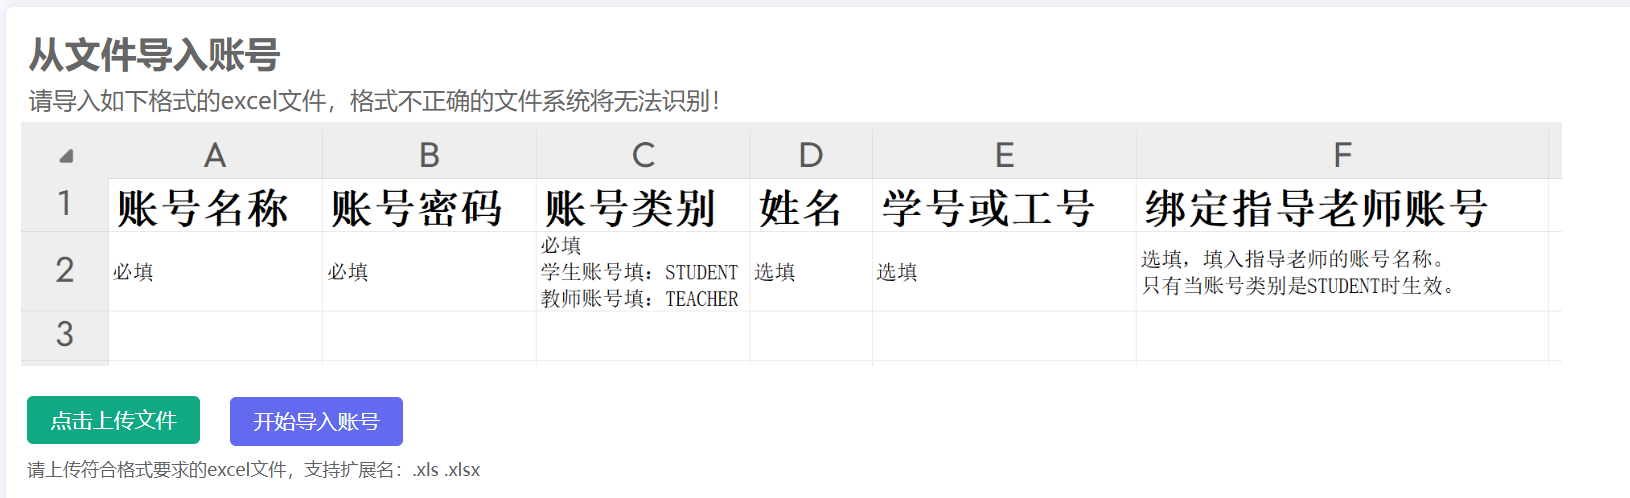 从文件导入账号
请导入如下格式的excel文件，格式不正确的文件系统将无法识别！
A B C D E F
1 账号名称 账号密码 账号类别 姓名 学号或工号 绑定指导老师账号
2 必填 必填 必填 学生账号填：STUDENT 教师账号填：TEACHER 选填 选填 选填，填入指导老师的账号名称。 只有当账号类别是STUDENT时生效。
3
点击上传文件 开始导入账号
请上传符合格式要求的excel文件，支持扩展名：.xls .xlsx